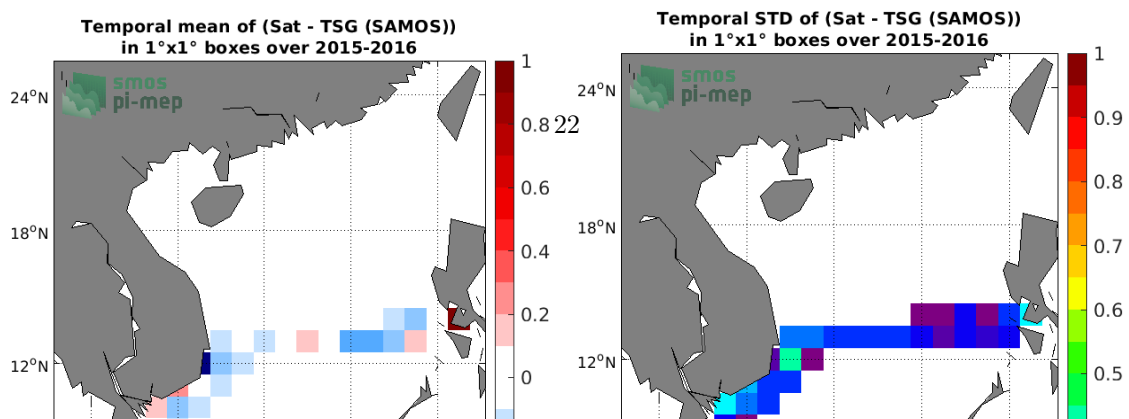 Temporal mean of (Sat - TSG (SAMOS))
in 1°x1° boxes over 2015-2016
smos
pi-mep
24°N
18°N
12°N
1
0.8
0.6
0.4
0.2
0
22
Temporal STD of (Sat - TSG (SAMOS))
in 1°x1° boxes over 2015-2016
smos
pi-mep
24°N
18°N
12°N
1
0.9
0.8
0.7
0.6
0.5